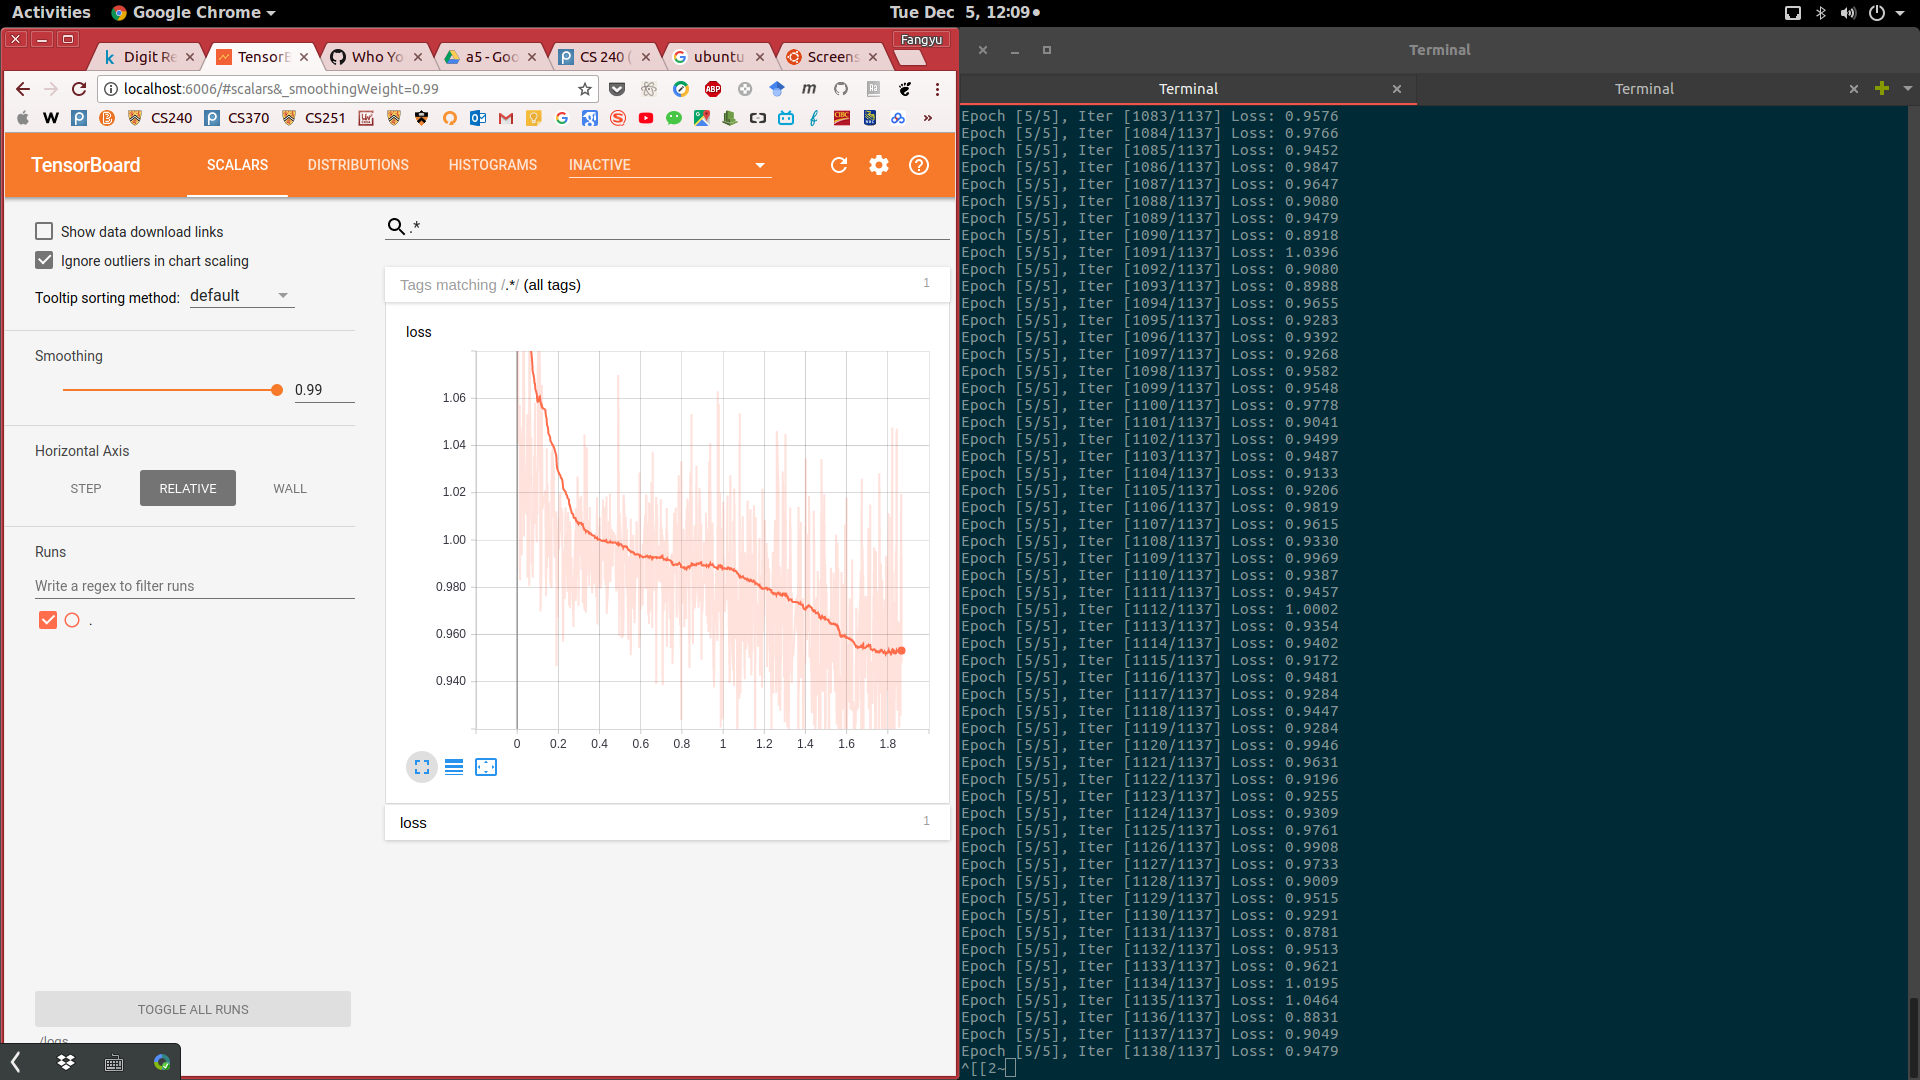 Activities Google Chrome Tue Dec 5, 12:09
Fangyu
Digit Re TensorB Who Yo a5 - Goo CS 240 ( ubuntu Screens
localhost:6006/#scalars&_smoothingWeight=0.99
CS240 CS370 CS251
TensorBoard SCALARS DISTRIBUTIONS HISTOGRAMS INACTIVE
Show data download links
Ignore outliers in chart scaling
Tooltip sorting method: default
Smoothing
0.99
Horizontal Axis
STEP RELATIVE WALL
Runs
Write a regex to filter runs
.
TOGGLE ALL RUNS
/logs
.*
Tags matching /.*/ (all tags) 1
loss
1.06
1.04
1.02
1.00
0.980
0.960
0.940
0 0.2 0.4 0.6 0.8 1 1.2 1.4 1.6 1.8
loss 1
Terminal
Terminal Terminal
Epoch [5/5], Iter [1083/1137] Loss: 0.9576
Epoch [5/5], Iter [1084/1137] Loss: 0.9766
Epoch [5/5], Iter [1085/1137] Loss: 0.9452
Epoch [5/5], Iter [1086/1137] Loss: 0.9847
Epoch [5/5], Iter [1087/1137] Loss: 0.9647
Epoch [5/5], Iter [1088/1137] Loss: 0.9080
Epoch [5/5], Iter [1089/1137] Loss: 0.9479
Epoch [5/5], Iter [1090/1137] Loss: 0.8918
Epoch [5/5], Iter [1091/1137] Loss: 1.0396
Epoch [5/5], Iter [1092/1137] Loss: 0.9080
Epoch [5/5], Iter [1093/1137] Loss: 0.8988
Epoch [5/5], Iter [1094/1137] Loss: 0.9655
Epoch [5/5], Iter [1095/1137] Loss: 0.9283
Epoch [5/5], Iter [1096/1137] Loss: 0.9392
Epoch [5/5], Iter [1097/1137] Loss: 0.9268
Epoch [5/5], Iter [1098/1137] Loss: 0.9582
Epoch [5/5], Iter [1099/1137] Loss: 0.9548
Epoch [5/5], Iter [1100/1137] Loss: 0.9778
Epoch [5/5], Iter [1101/1137] Loss: 0.9041
Epoch [5/5], Iter [1102/1137] Loss: 0.9499
Epoch [5/5], Iter [1103/1137] Loss: 0.9487
Epoch [5/5], Iter [1104/1137] Loss: 0.9133
Epoch [5/5], Iter [1105/1137] Loss: 0.9206
Epoch [5/5], Iter [1106/1137] Loss: 0.9819
Epoch [5/5], Iter [1107/1137] Loss: 0.9615
Epoch [5/5], Iter [1108/1137] Loss: 0.9330
Epoch [5/5], Iter [1109/1137] Loss: 0.9969
Epoch [5/5], Iter [1110/1137] Loss: 0.9387
Epoch [5/5], Iter [1111/1137] Loss: 0.9457
Epoch [5/5], Iter [1112/1137] Loss: 1.0002
Epoch [5/5], Iter [1113/1137] Loss: 0.9354
Epoch [5/5], Iter [1114/1137] Loss: 0.9402
Epoch [5/5], Iter [1115/1137] Loss: 0.9172
Epoch [5/5], Iter [1116/1137] Loss: 0.9481
Epoch [5/5], Iter [1117/1137] Loss: 0.9284
Epoch [5/5], Iter [1118/1137] Loss: 0.9447
Epoch [5/5], Iter [1119/1137] Loss: 0.9284
Epoch [5/5], Iter [1120/1137] Loss: 0.9946
Epoch [5/5], Iter [1121/1137] Loss: 0.9631
Epoch [5/5], Iter [1122/1137] Loss: 0.9196
Epoch [5/5], Iter [1123/1137] Loss: 0.9255
Epoch [5/5], Iter [1124/1137] Loss: 0.9309
Epoch [5/5], Iter [1125/1137] Loss: 0.9761
Epoch [5/5], Iter [1126/1137] Loss: 0.9908
Epoch [5/5], Iter [1127/1137] Loss: 0.9733
Epoch [5/5], Iter [1128/1137] Loss: 0.9009
Epoch [5/5], Iter [1129/1137] Loss: 0.9515
Epoch [5/5], Iter [1130/1137] Loss: 0.9291
Epoch [5/5], Iter [1131/1137] Loss: 0.8781
Epoch [5/5], Iter [1132/1137] Loss: 0.9513
Epoch [5/5], Iter [1133/1137] Loss: 0.9621
Epoch [5/5], Iter [1134/1137] Loss: 1.0195
Epoch [5/5], Iter [1135/1137] Loss: 1.0464
Epoch [5/5], Iter [1136/1137] Loss: 0.8831
Epoch [5/5], Iter [1137/1137] Loss: 0.9049
Epoch [5/5], Iter [1138/1137] Loss: 0.9479
^[[2~